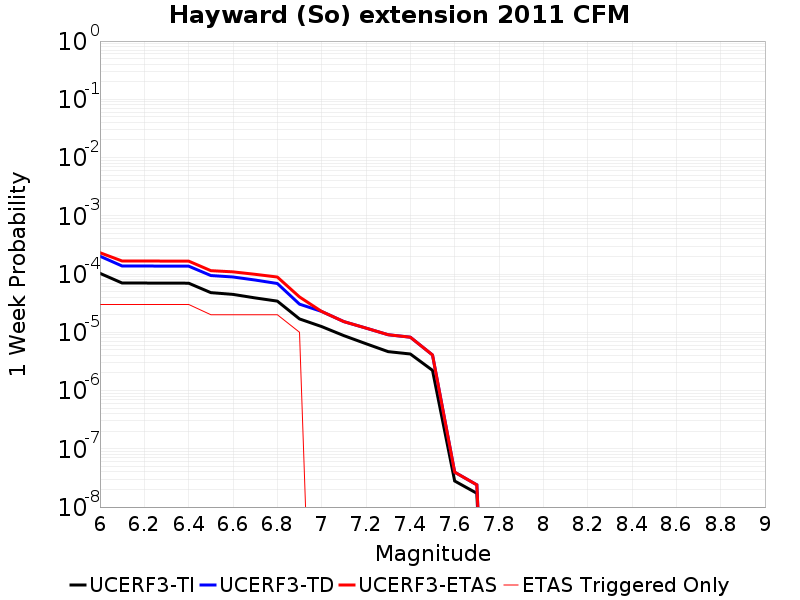 Hayward (So) extension 2011 CFM
1 Week Probability
10^0
10^-1
10^-2
10^-3
10^-4
10^-5
10^-6
10^-7
10^-8
6 6.2 6.4 6.6 6.8 7 7.2 7.4 7.6 7.8 8 8.2 8.4 8.6 8.8 9
Magnitude
UCERF3-TI UCERF3-TD UCERF3-ETAS ETAS Triggered Only